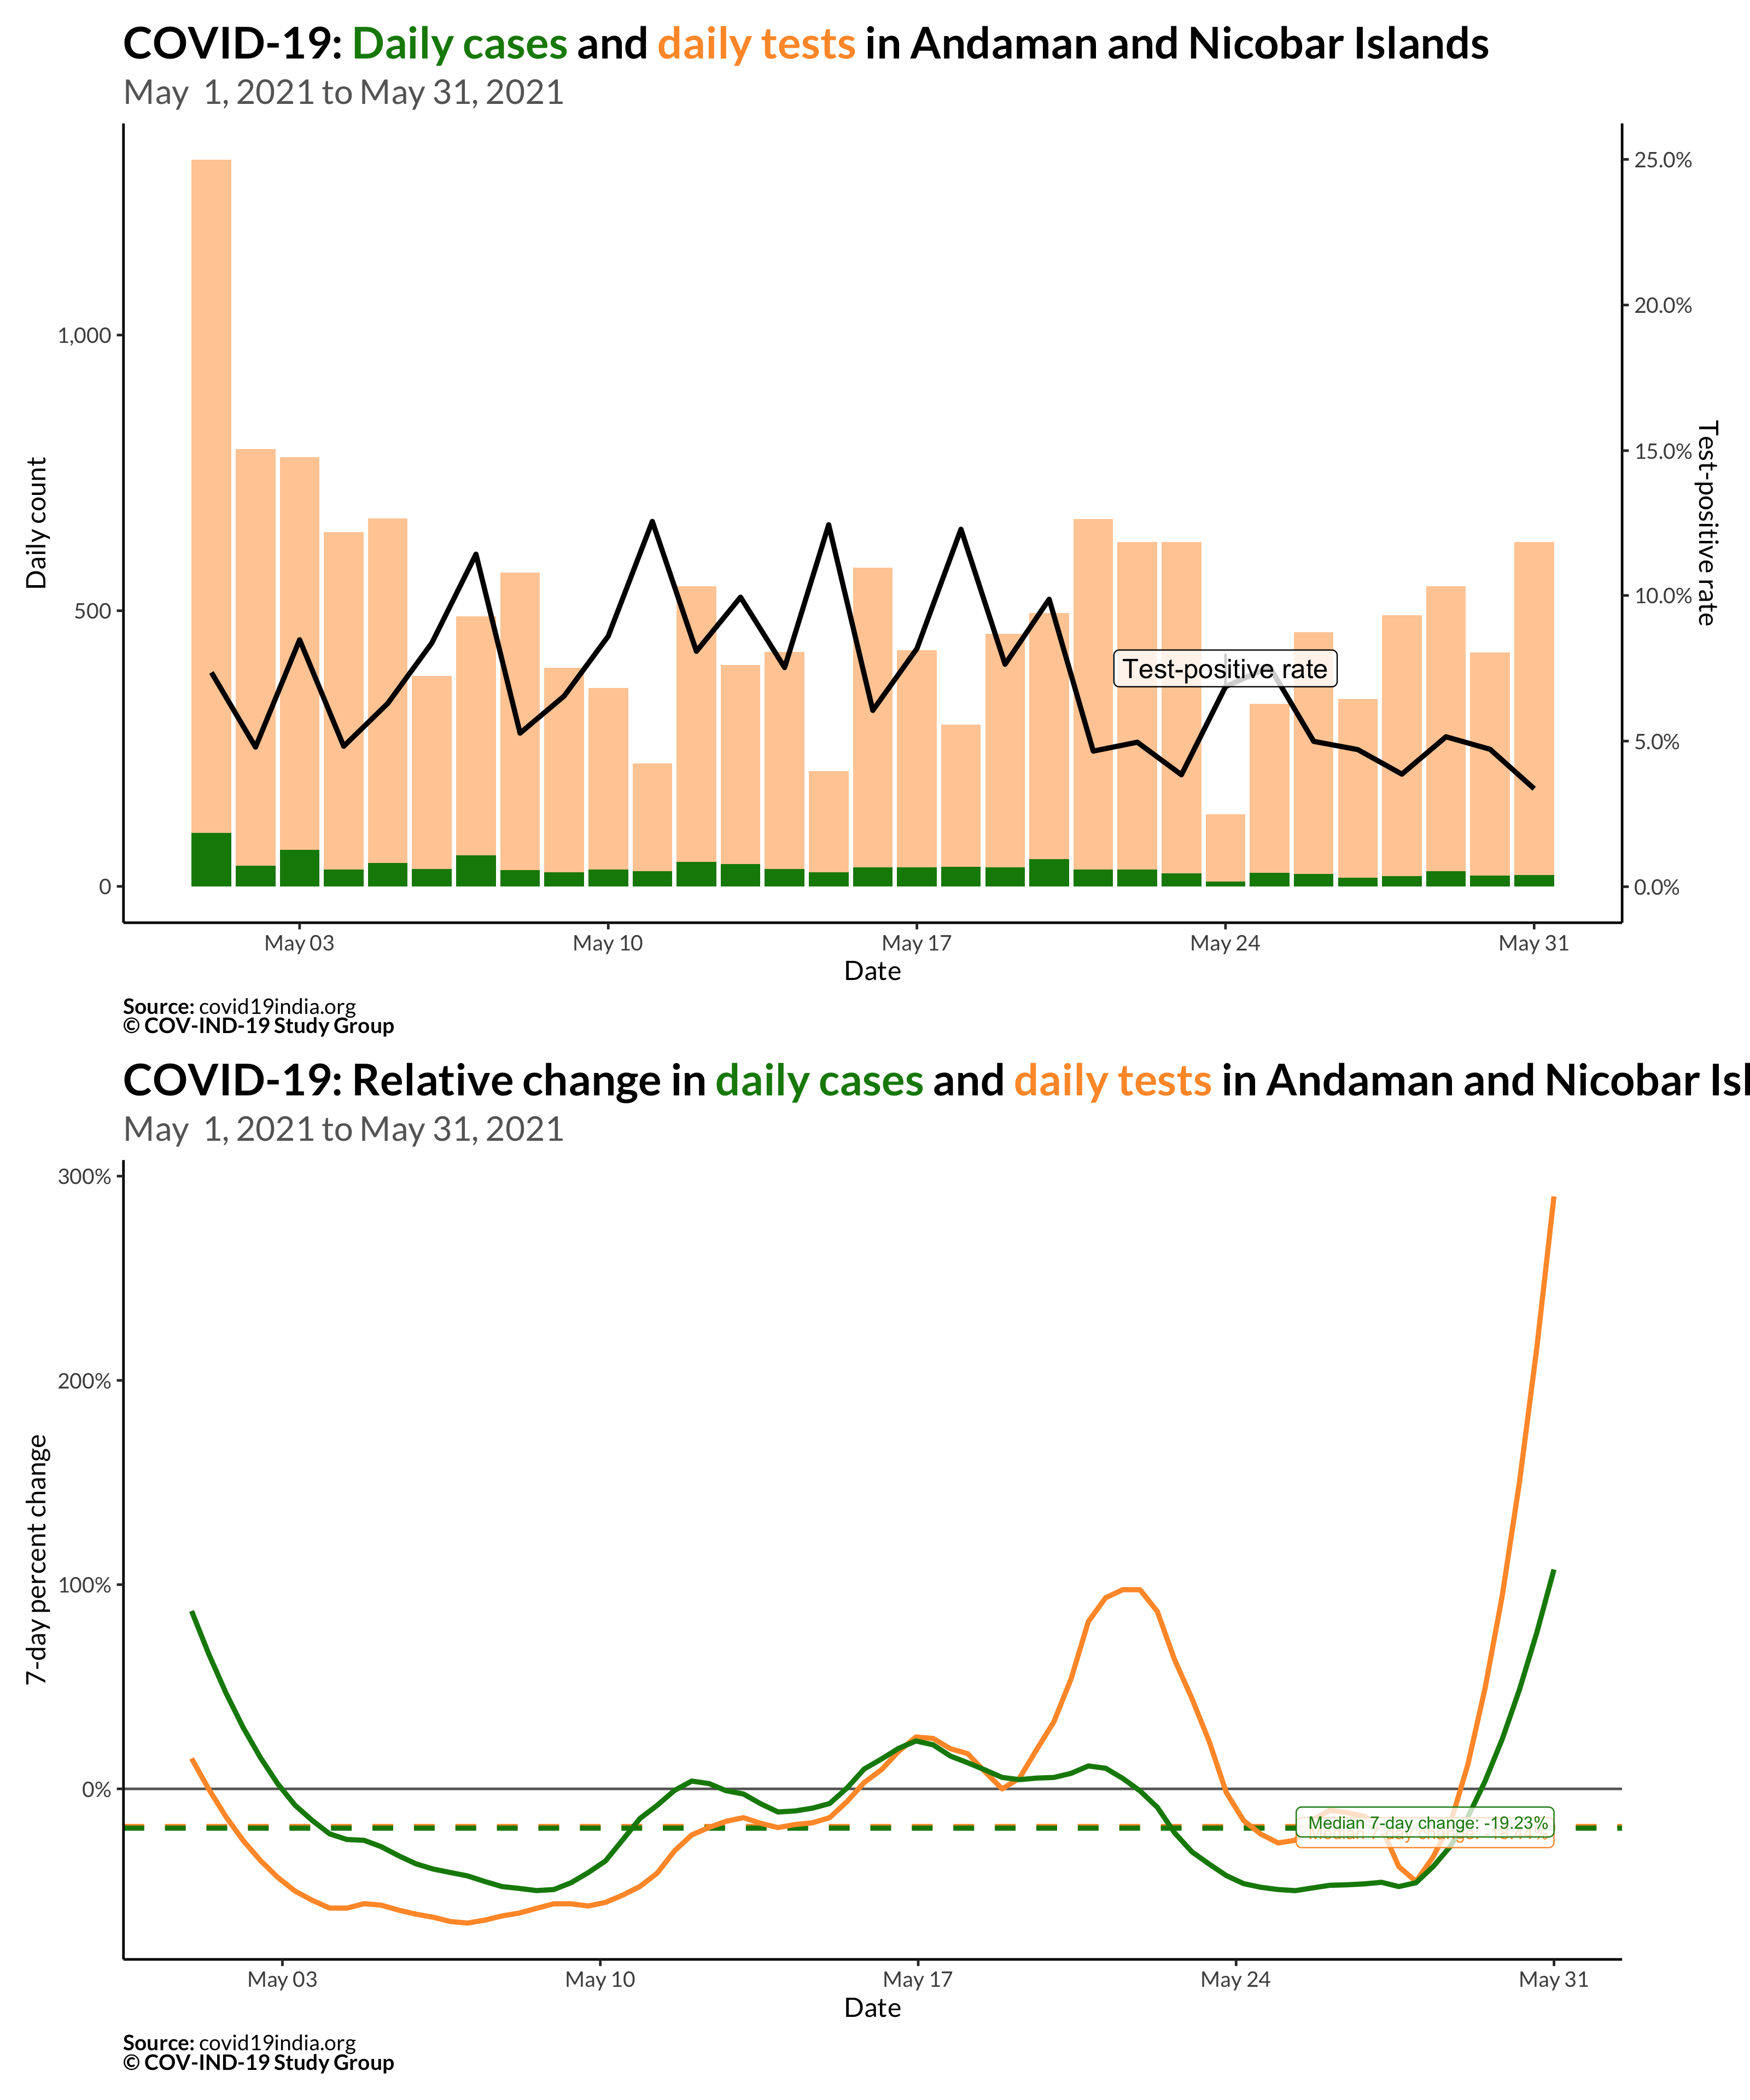 COVID-19: Daily cases and daily tests in Andaman and Nicobar Islands
May 1, 2021 to May 31, 2021
25.0%
20.0%
1,000
15.0%
Daily count
Test-positive rate
500
10.0%
Test-positive rate
5.0%
0
0.0%
May 03
May 10
May 17
May 24
May 31
Date
Source: covid19india.org
© COV-IND-19 Study Group
COVID-19: Relative change in daily cases and daily tests in Andaman and Nicobar Isl
May 1, 2021 to May 31, 2021
300%
200%
7-day percent change
100%
0%
Median 7-day change: -19.23%
Median 7-day change:
May 03
May 10
May 17
May 24
May 31
Date
Source: covid19india.org
© COV-IND-19 Study Group